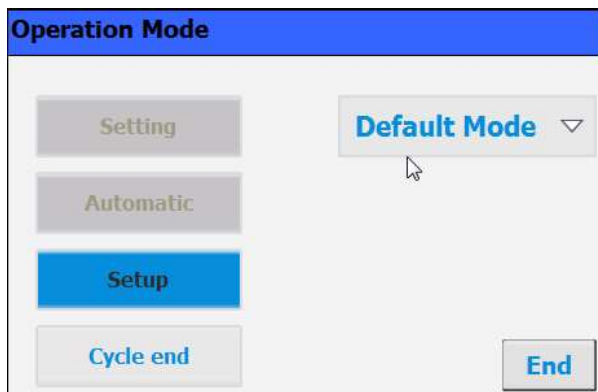 Operation Mode
Setting
Default Mode
Automatic
Setup
Cycle end
End